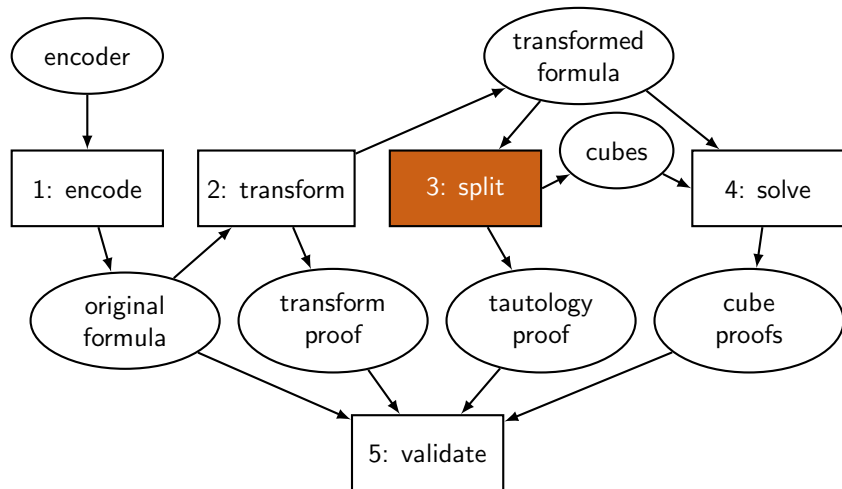 encoder
transformed
formula
cubes
1: encode
2: transform
3: split
4: solve
original
formula
transform
proof
tautology
proof
cube
proofs
5: validate